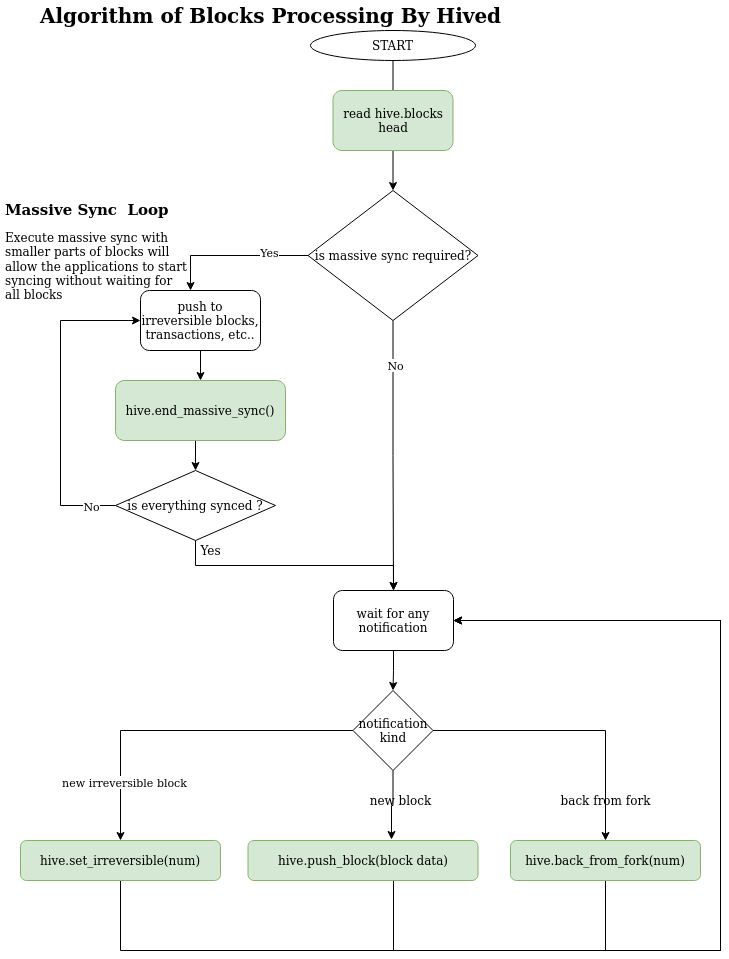 Algorithm of Blocks Processing By Hived
START
read hive.blocks
head
Massive Sync  Loop
Execute massive sync with
smaller parts of blocks will
allow the applications to start
syncing without waiting for
all blocks
Yes
is massive sync required?
push to
irreversible blocks,
transactions, etc..
No
hive.end_massive_sync()
is everything synced ?
No
Yes
wait for any
notification
notification
kind
new irreversible block
new block
back from fork
hive.set_irreversible(num)
hive.push_block(block data)
hive.back_from_fork(num)